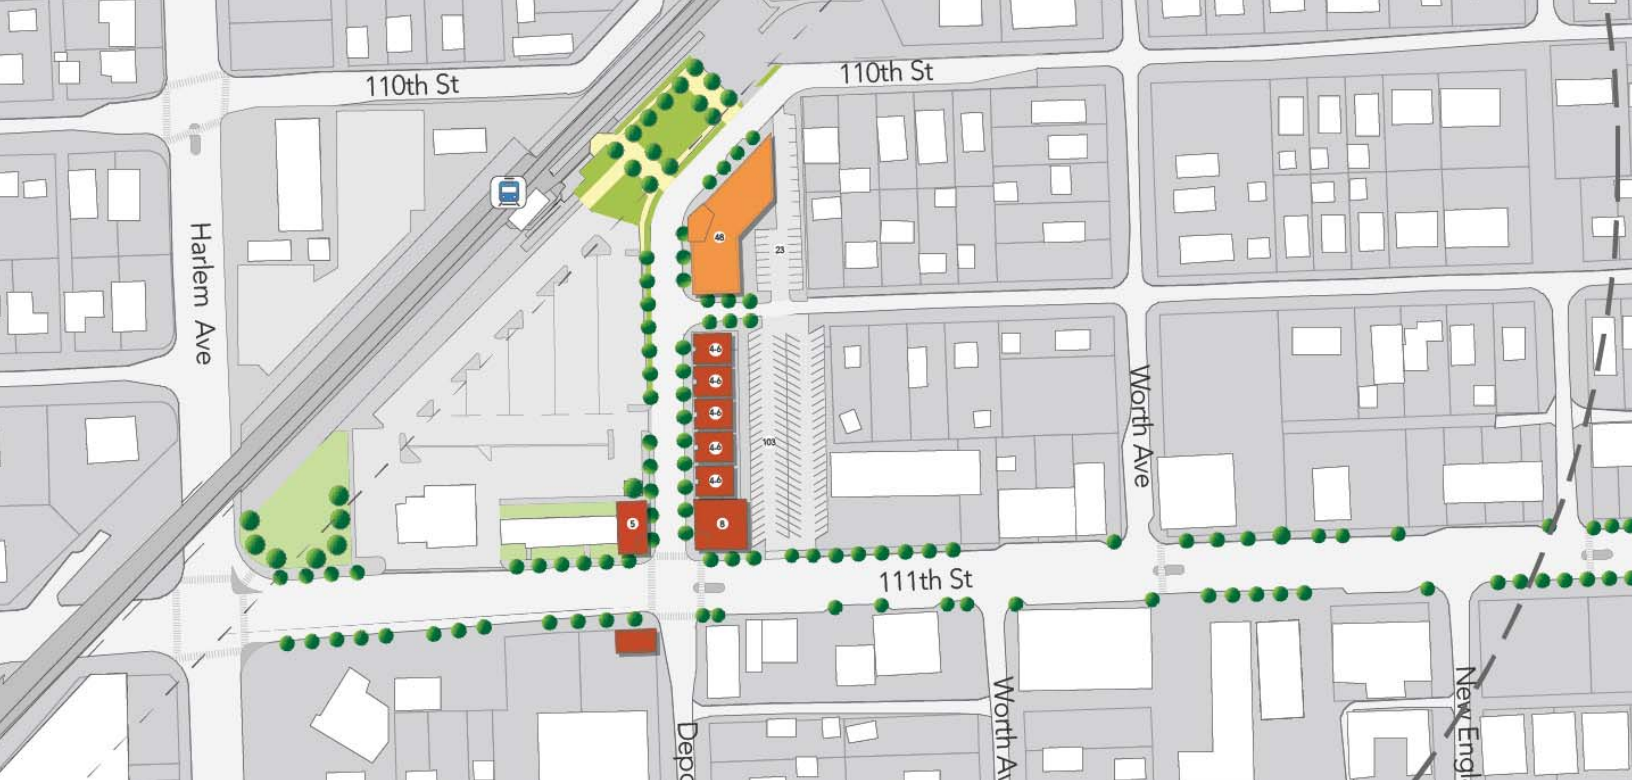 110th St
110th St
Harlem Ave
48
23
4-6
4-6
4-6
4-6
4-6
103
5
8
Worth Ave
111th St
Depo
Worth Av
New Engl